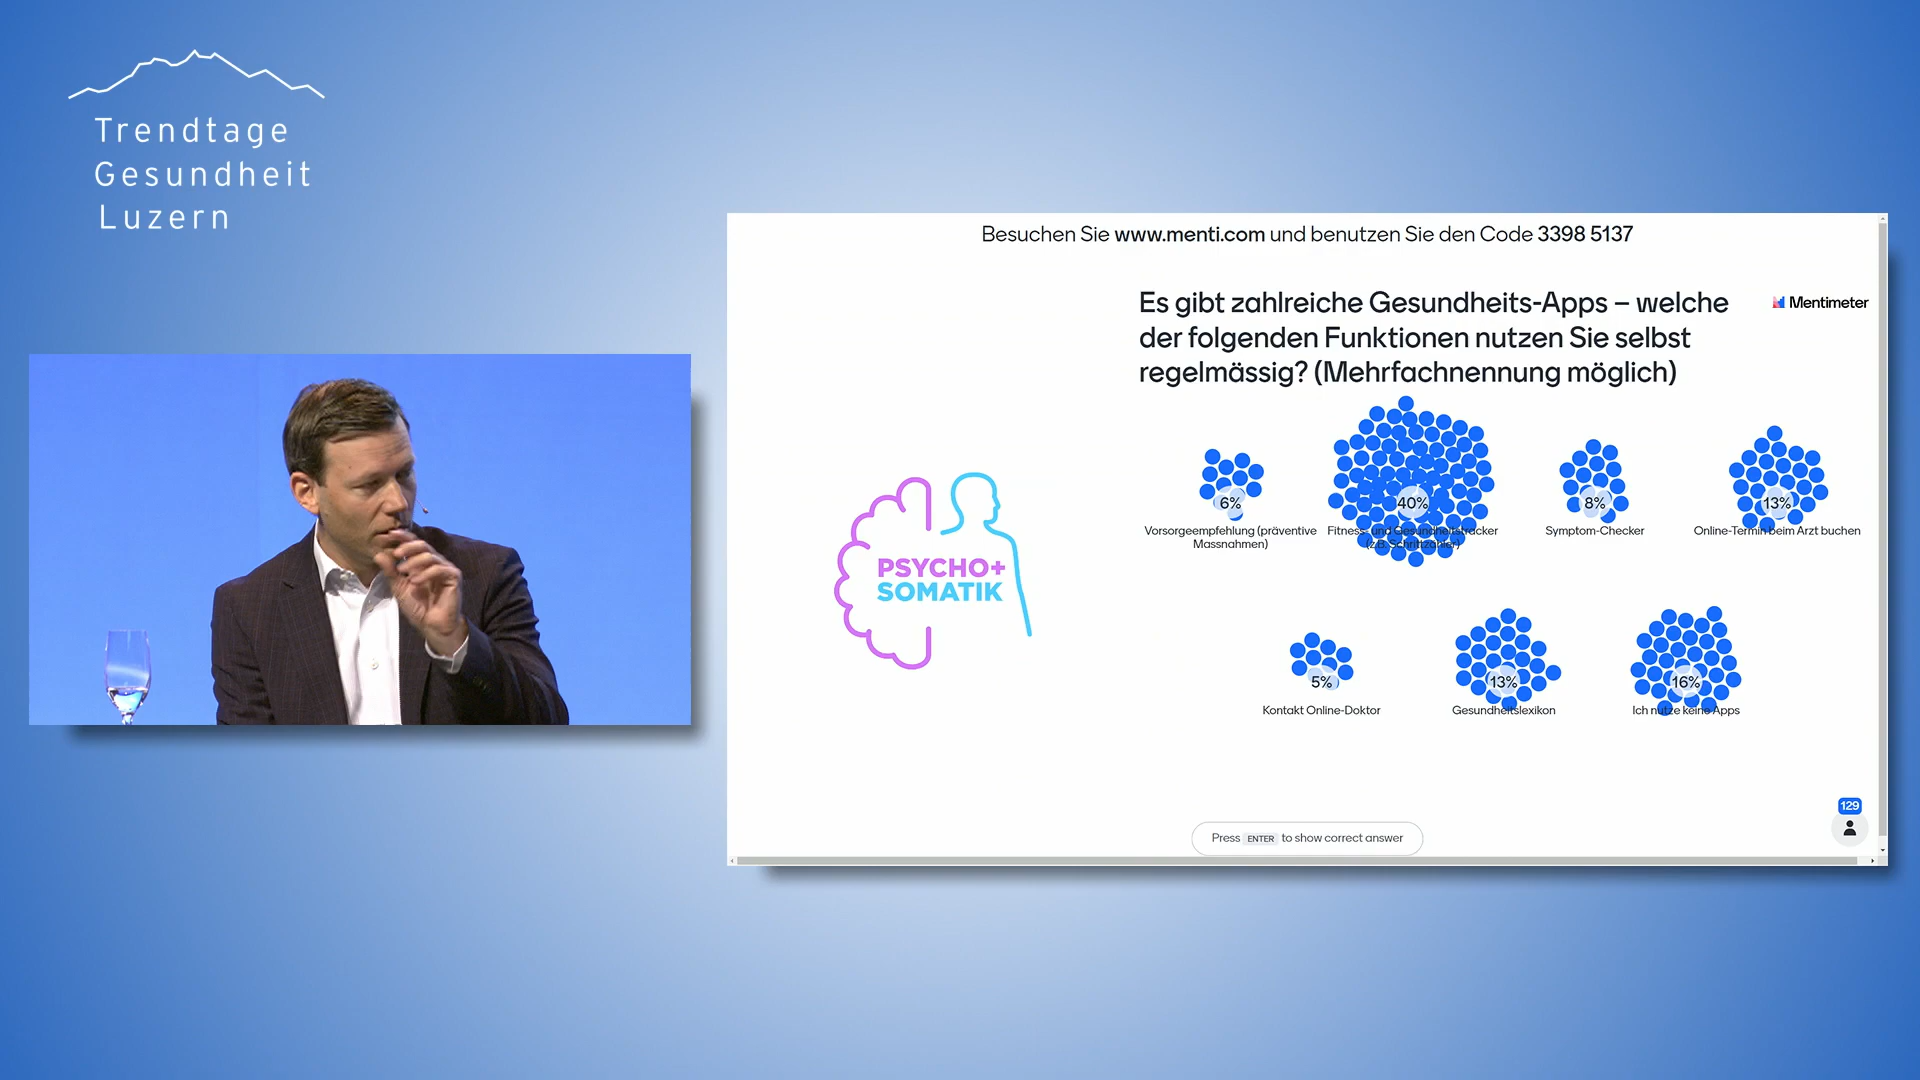 Trendtage
Gesundheit
Luzern
Besuchen Sie www.menti.com und benutzen Sie den Code 3398 5137
Es gibt zahlreiche Gesundheits-Apps – welche
der folgenden Funktionen nutzen Sie selbst
regelmässig? (Mehrfachnennung möglich)
Mentimeter
PSYCHO+
SOMATIK
6%
Vorsorgeempfehlung (präventive
Massnahmen)
40%
Fitness- und Gesundheitstracker
(z.B. Schrittzähler)
8%
Symptom-Checker
13%
Online-Termin beim Arzt buchen
5%
Kontakt Online-Doktor
13%
Gesundheitslexikon
16%
Ich nutze keine Apps
129
Press ENTER to show correct answer